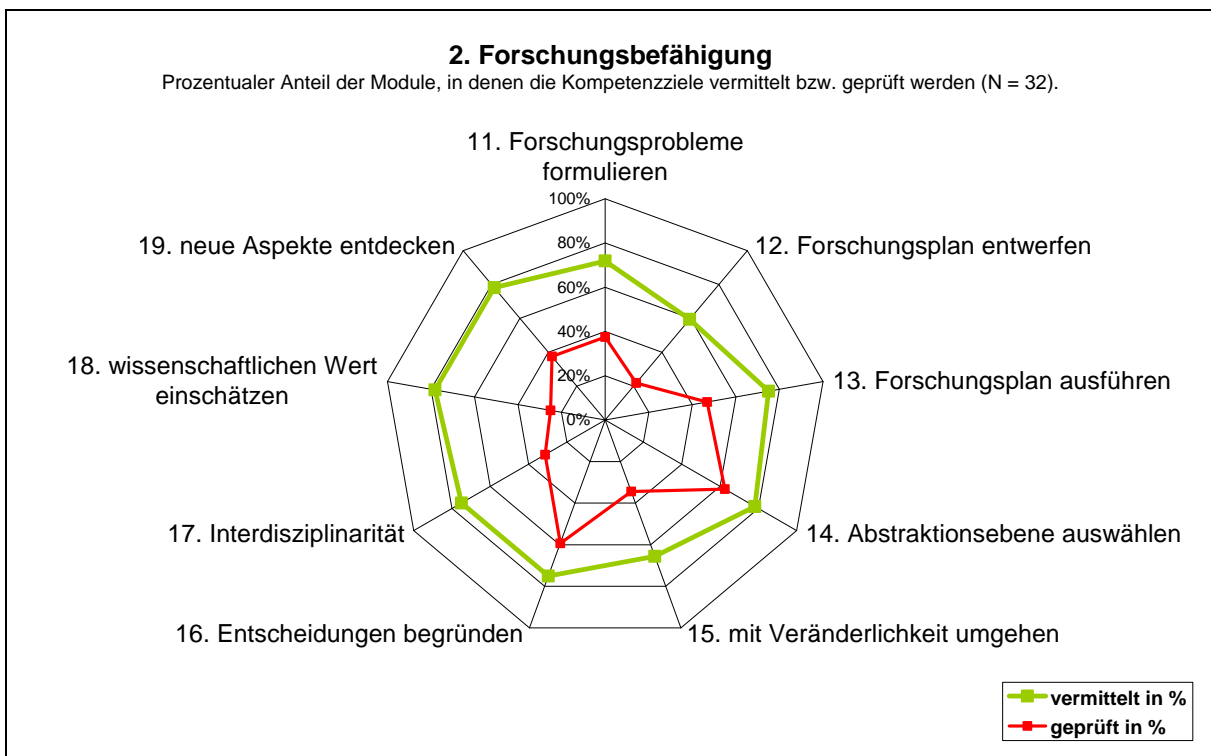 2. Forschungsbefähigung
Prozentualer Anteil der Module, in denen die Kompetenzziele vermittelt bzw. geprüft werden (N = 32).
11. Forschungsprobleme
formulieren
100%
19. neue Aspekte entdecken
12. Forschungsplan entwerfen
80%
60%
18. wissenschaftlichen Wert
einschätzen
40%
13. Forschungsplan ausführen
20%
0%
17. Interdisziplinarität
14. Abstraktionsebene auswählen
16. Entscheidungen begründen
15. mit Veränderlichkeit umgehen
vermittelt in %
geprüft in %